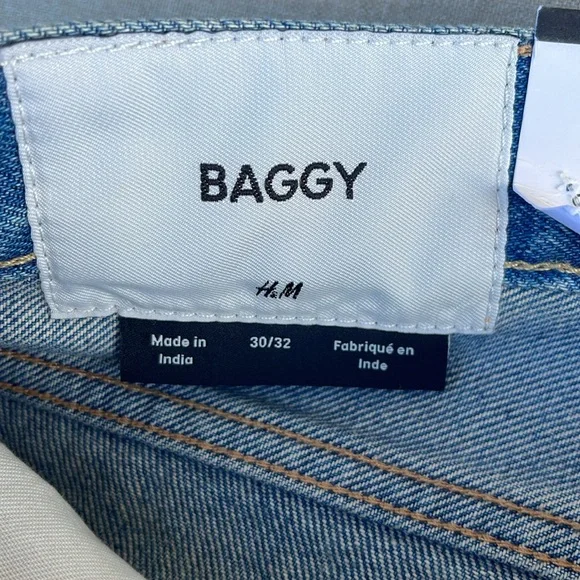 BAGGY
H&M
Made in India
30/32
Fabriqué en Inde